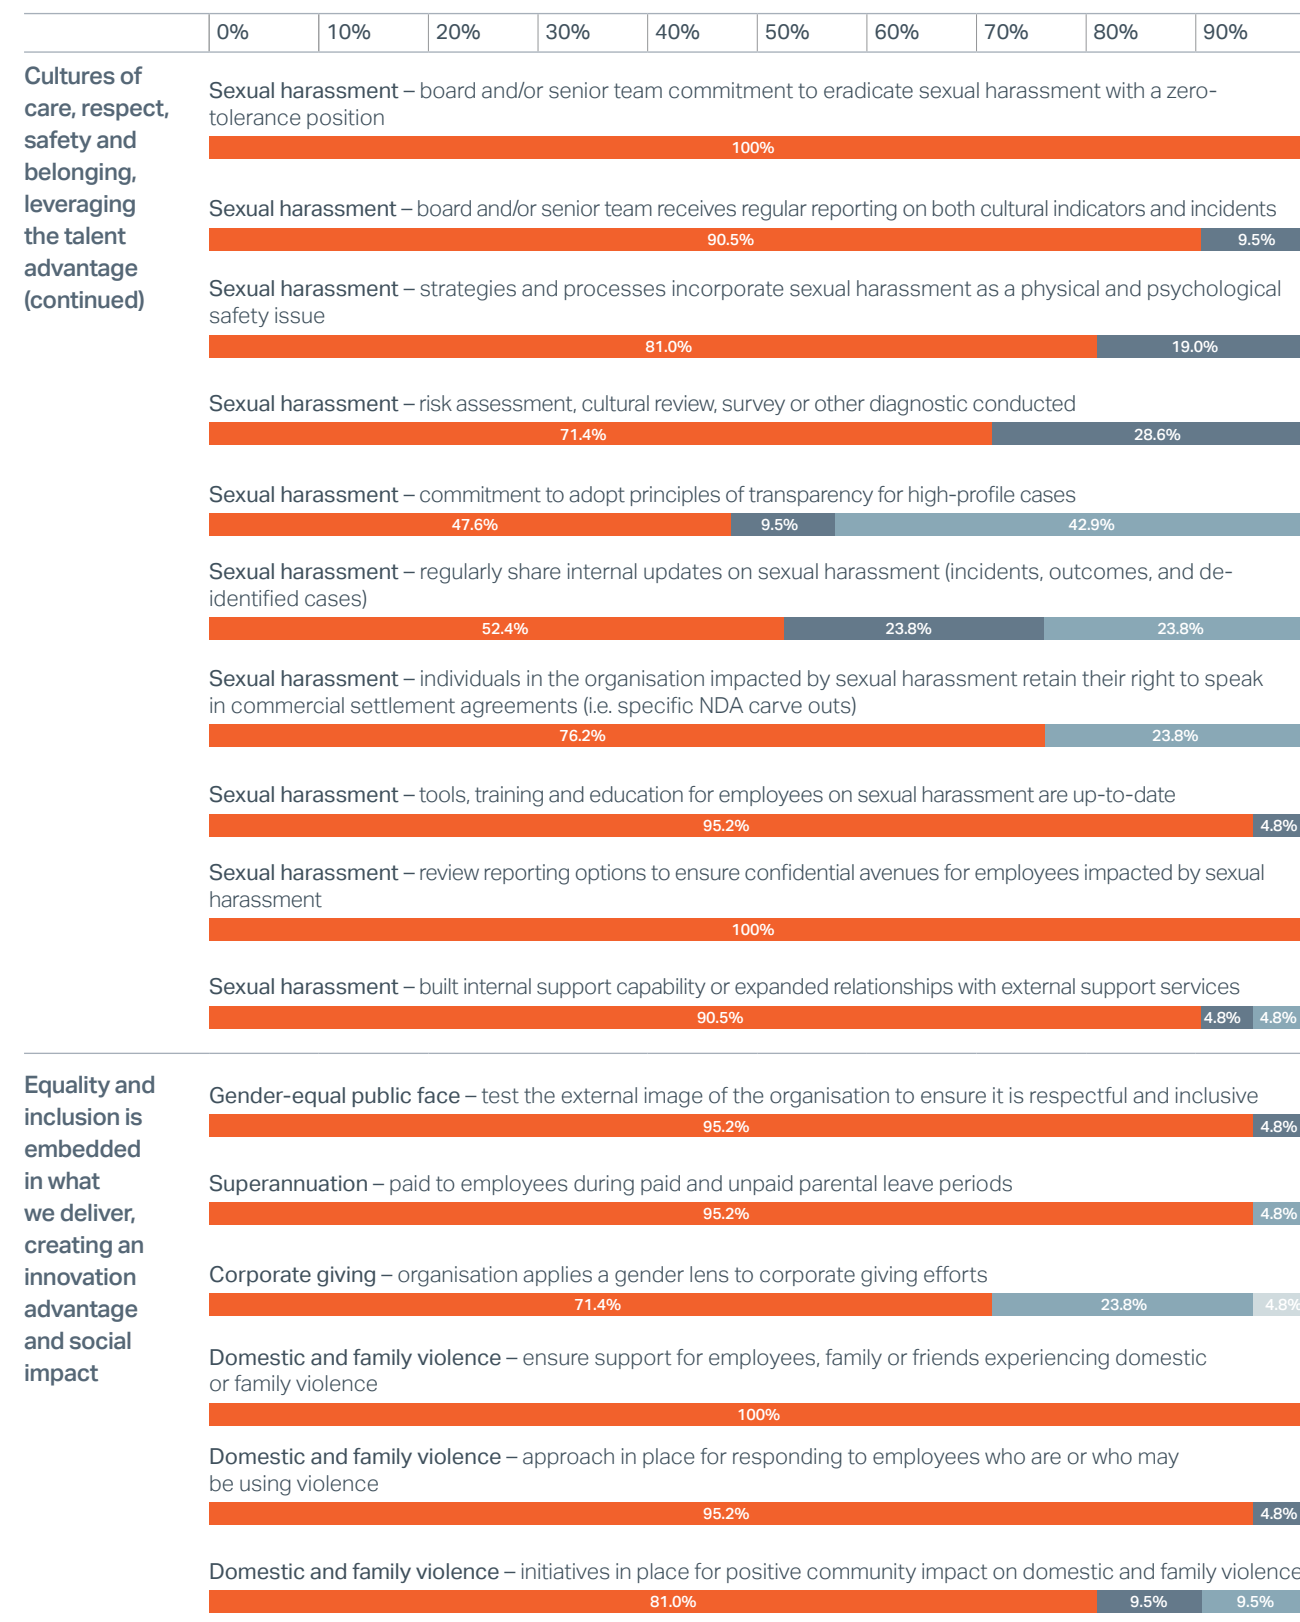 0% 10% 20% 30% 40% 50% 60% 70% 80% 90%
Cultures of
care, respect,
safety and
belonging,
leveraging
the talent
advantage
(continued)
Sexual harassment – board and/or senior team commitment to eradicate sexual harassment with a zero-
tolerance position
100%
Sexual harassment – board and/or senior team receives regular reporting on both cultural indicators and incidents
90.5% 9.5%
Sexual harassment – strategies and processes incorporate sexual harassment as a physical and psychological
safety issue
81.0% 19.0%
Sexual harassment – risk assessment, cultural review, survey or other diagnostic conducted
71.4% 28.6%
Sexual harassment – commitment to adopt principles of transparency for high-profile cases
47.6% 9.5% 42.9%
Sexual harassment – regularly share internal updates on sexual harassment (incidents, outcomes, and de-
identified cases)
52.4% 23.8% 23.8%
Sexual harassment – individuals in the organisation impacted by sexual harassment retain their right to speak
in commercial settlement agreements (i.e. specific NDA carve outs)
76.2% 23.8%
Sexual harassment – tools, training and education for employees on sexual harassment are up-to-date
95.2% 4.8%
Sexual harassment – review reporting options to ensure confidential avenues for employees impacted by sexual
harassment
100%
Sexual harassment – built internal support capability or expanded relationships with external support services
90.5% 4.8% 4.8%
Equality and
inclusion is
embedded
in what
we deliver,
creating an
innovation
advantage
and social
impact
Gender-equal public face – test the external image of the organisation to ensure it is respectful and inclusive
95.2% 4.8%
Superannuation – paid to employees during paid and unpaid parental leave periods
95.2% 4.8%
Corporate giving – organisation applies a gender lens to corporate giving efforts
71.4% 23.8% 4.8%
Domestic and family violence – ensure support for employees, family or friends experiencing domestic
or family violence
100%
Domestic and family violence – approach in place for responding to employees who are or who may
be using violence
95.2% 4.8%
Domestic and family violence – initiatives in place for positive community impact on domestic and family violence
81.0% 9.5% 9.5%